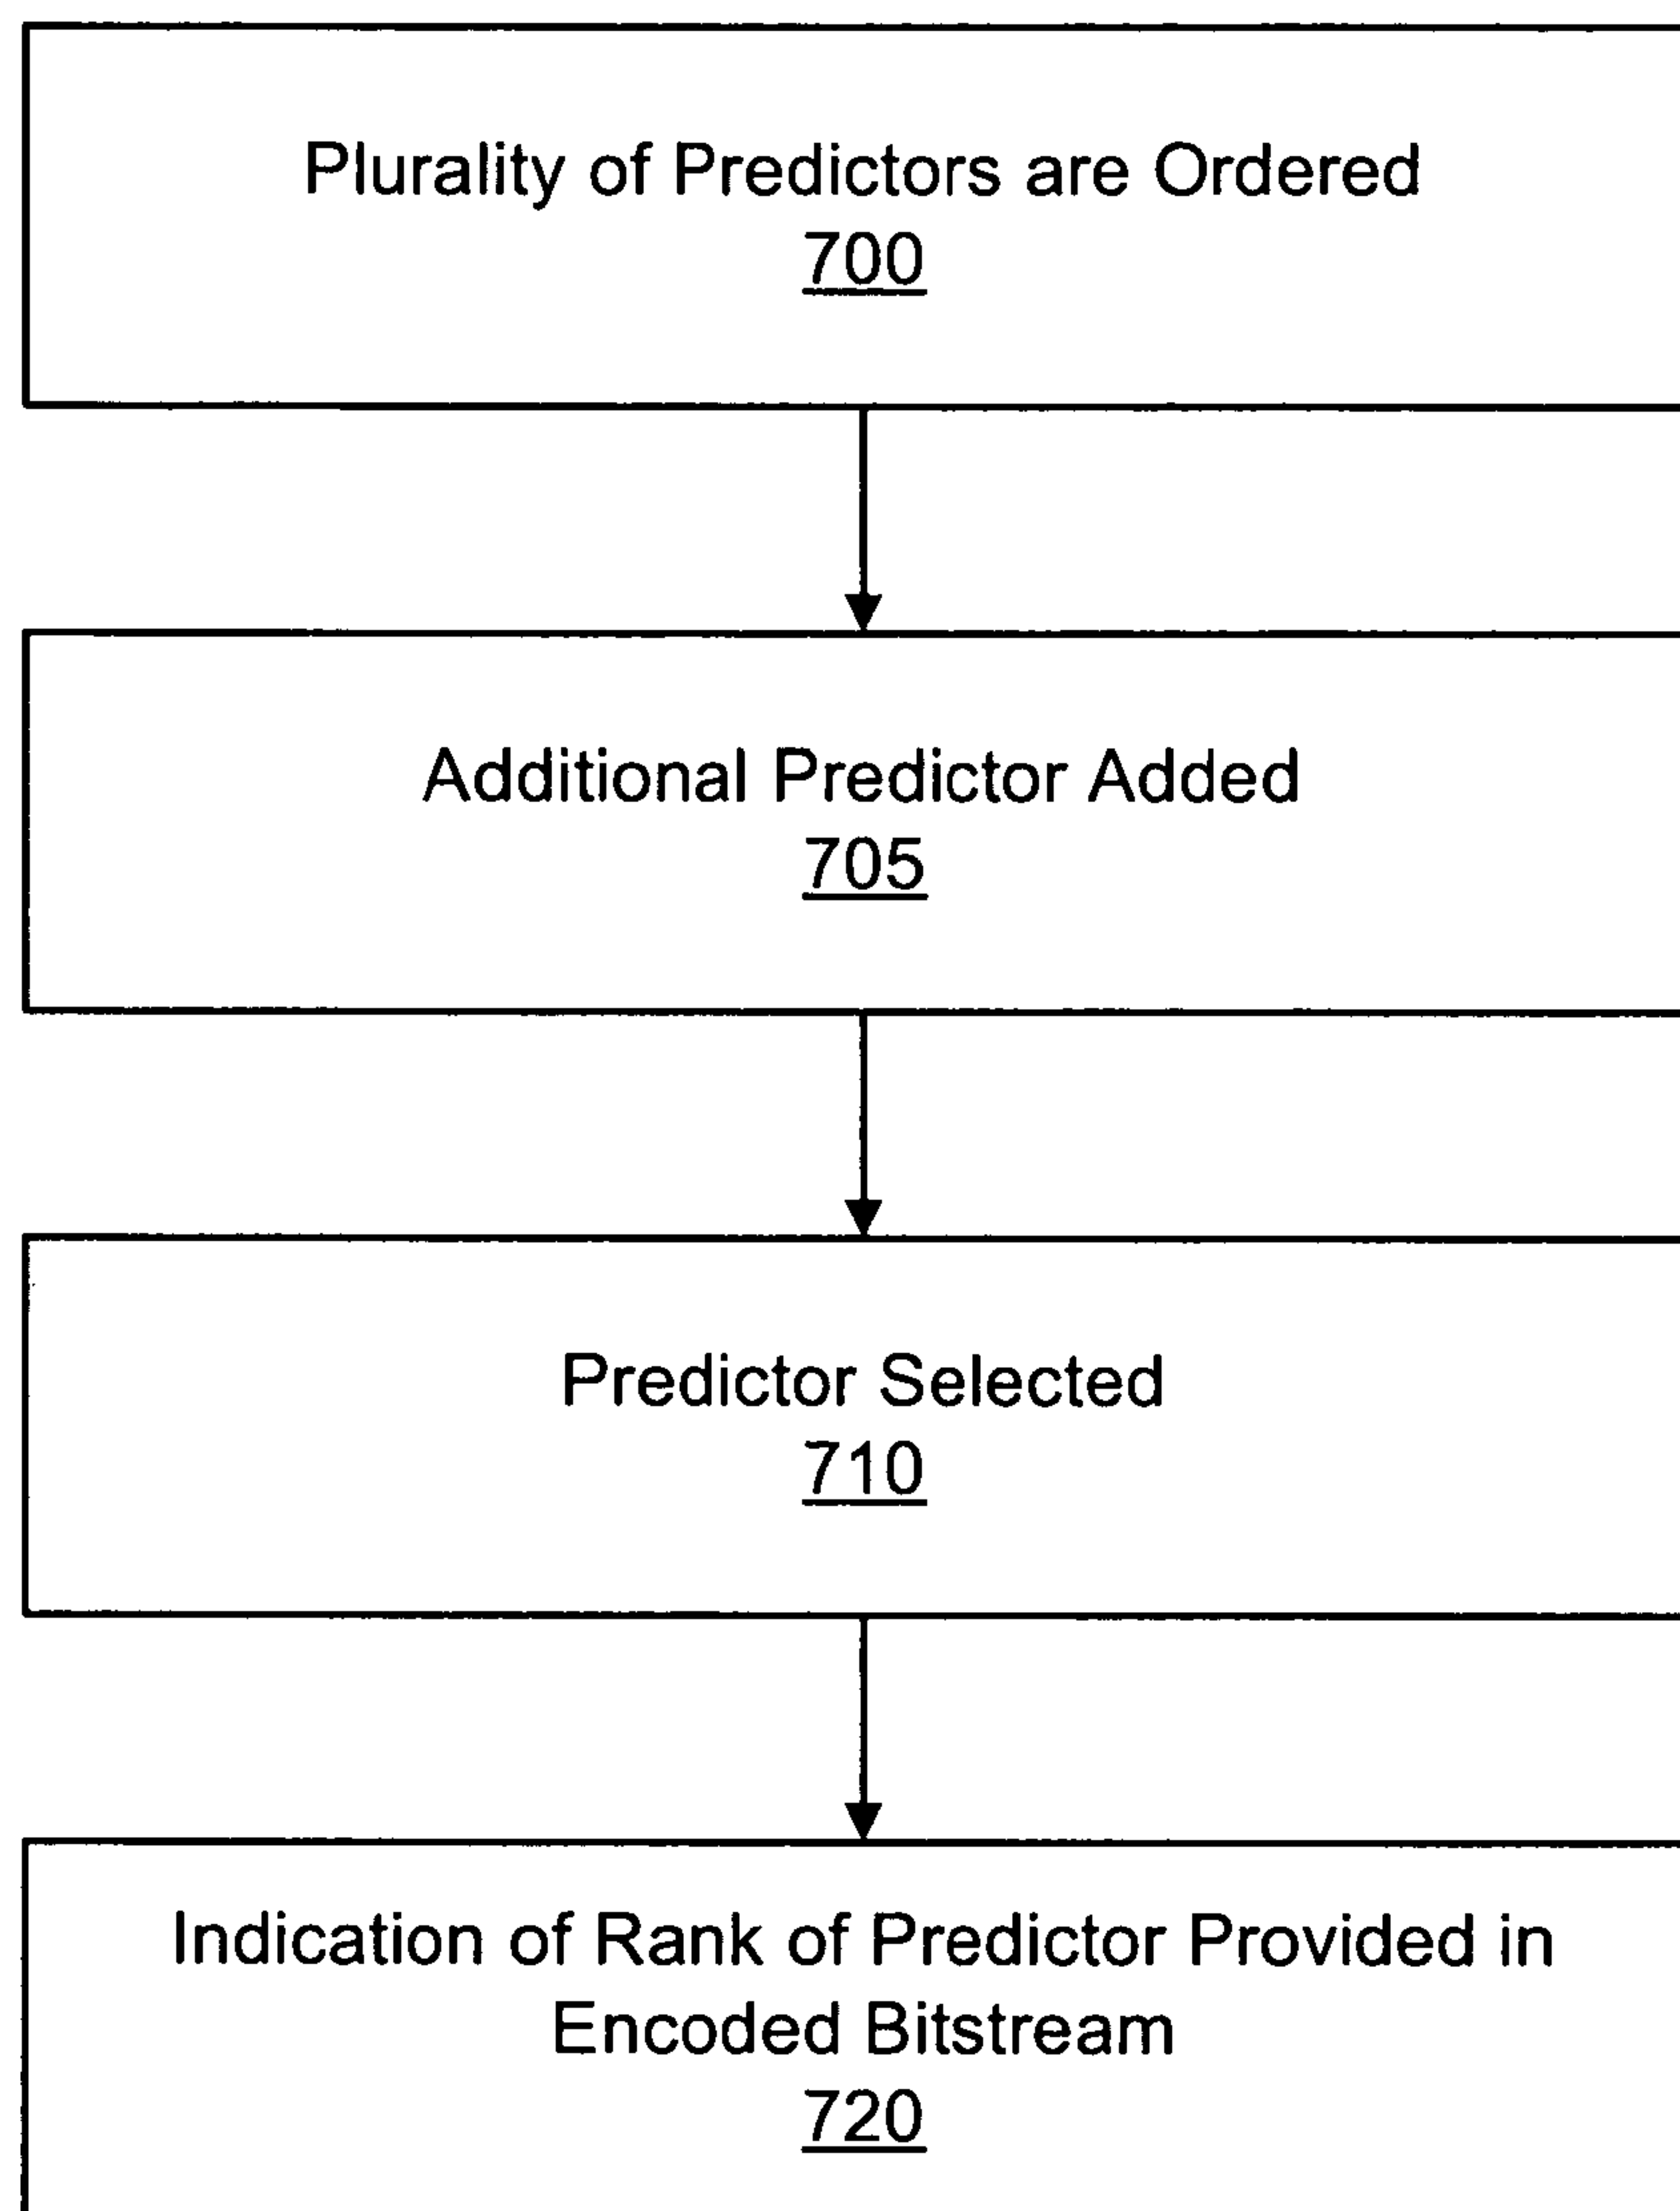 Plurality of Predictors are Ordered
700
Additional Predictor Added
705
Predictor Selected
710
Indication of Rank of Predictor Provided in
Encoded Bitstream
720